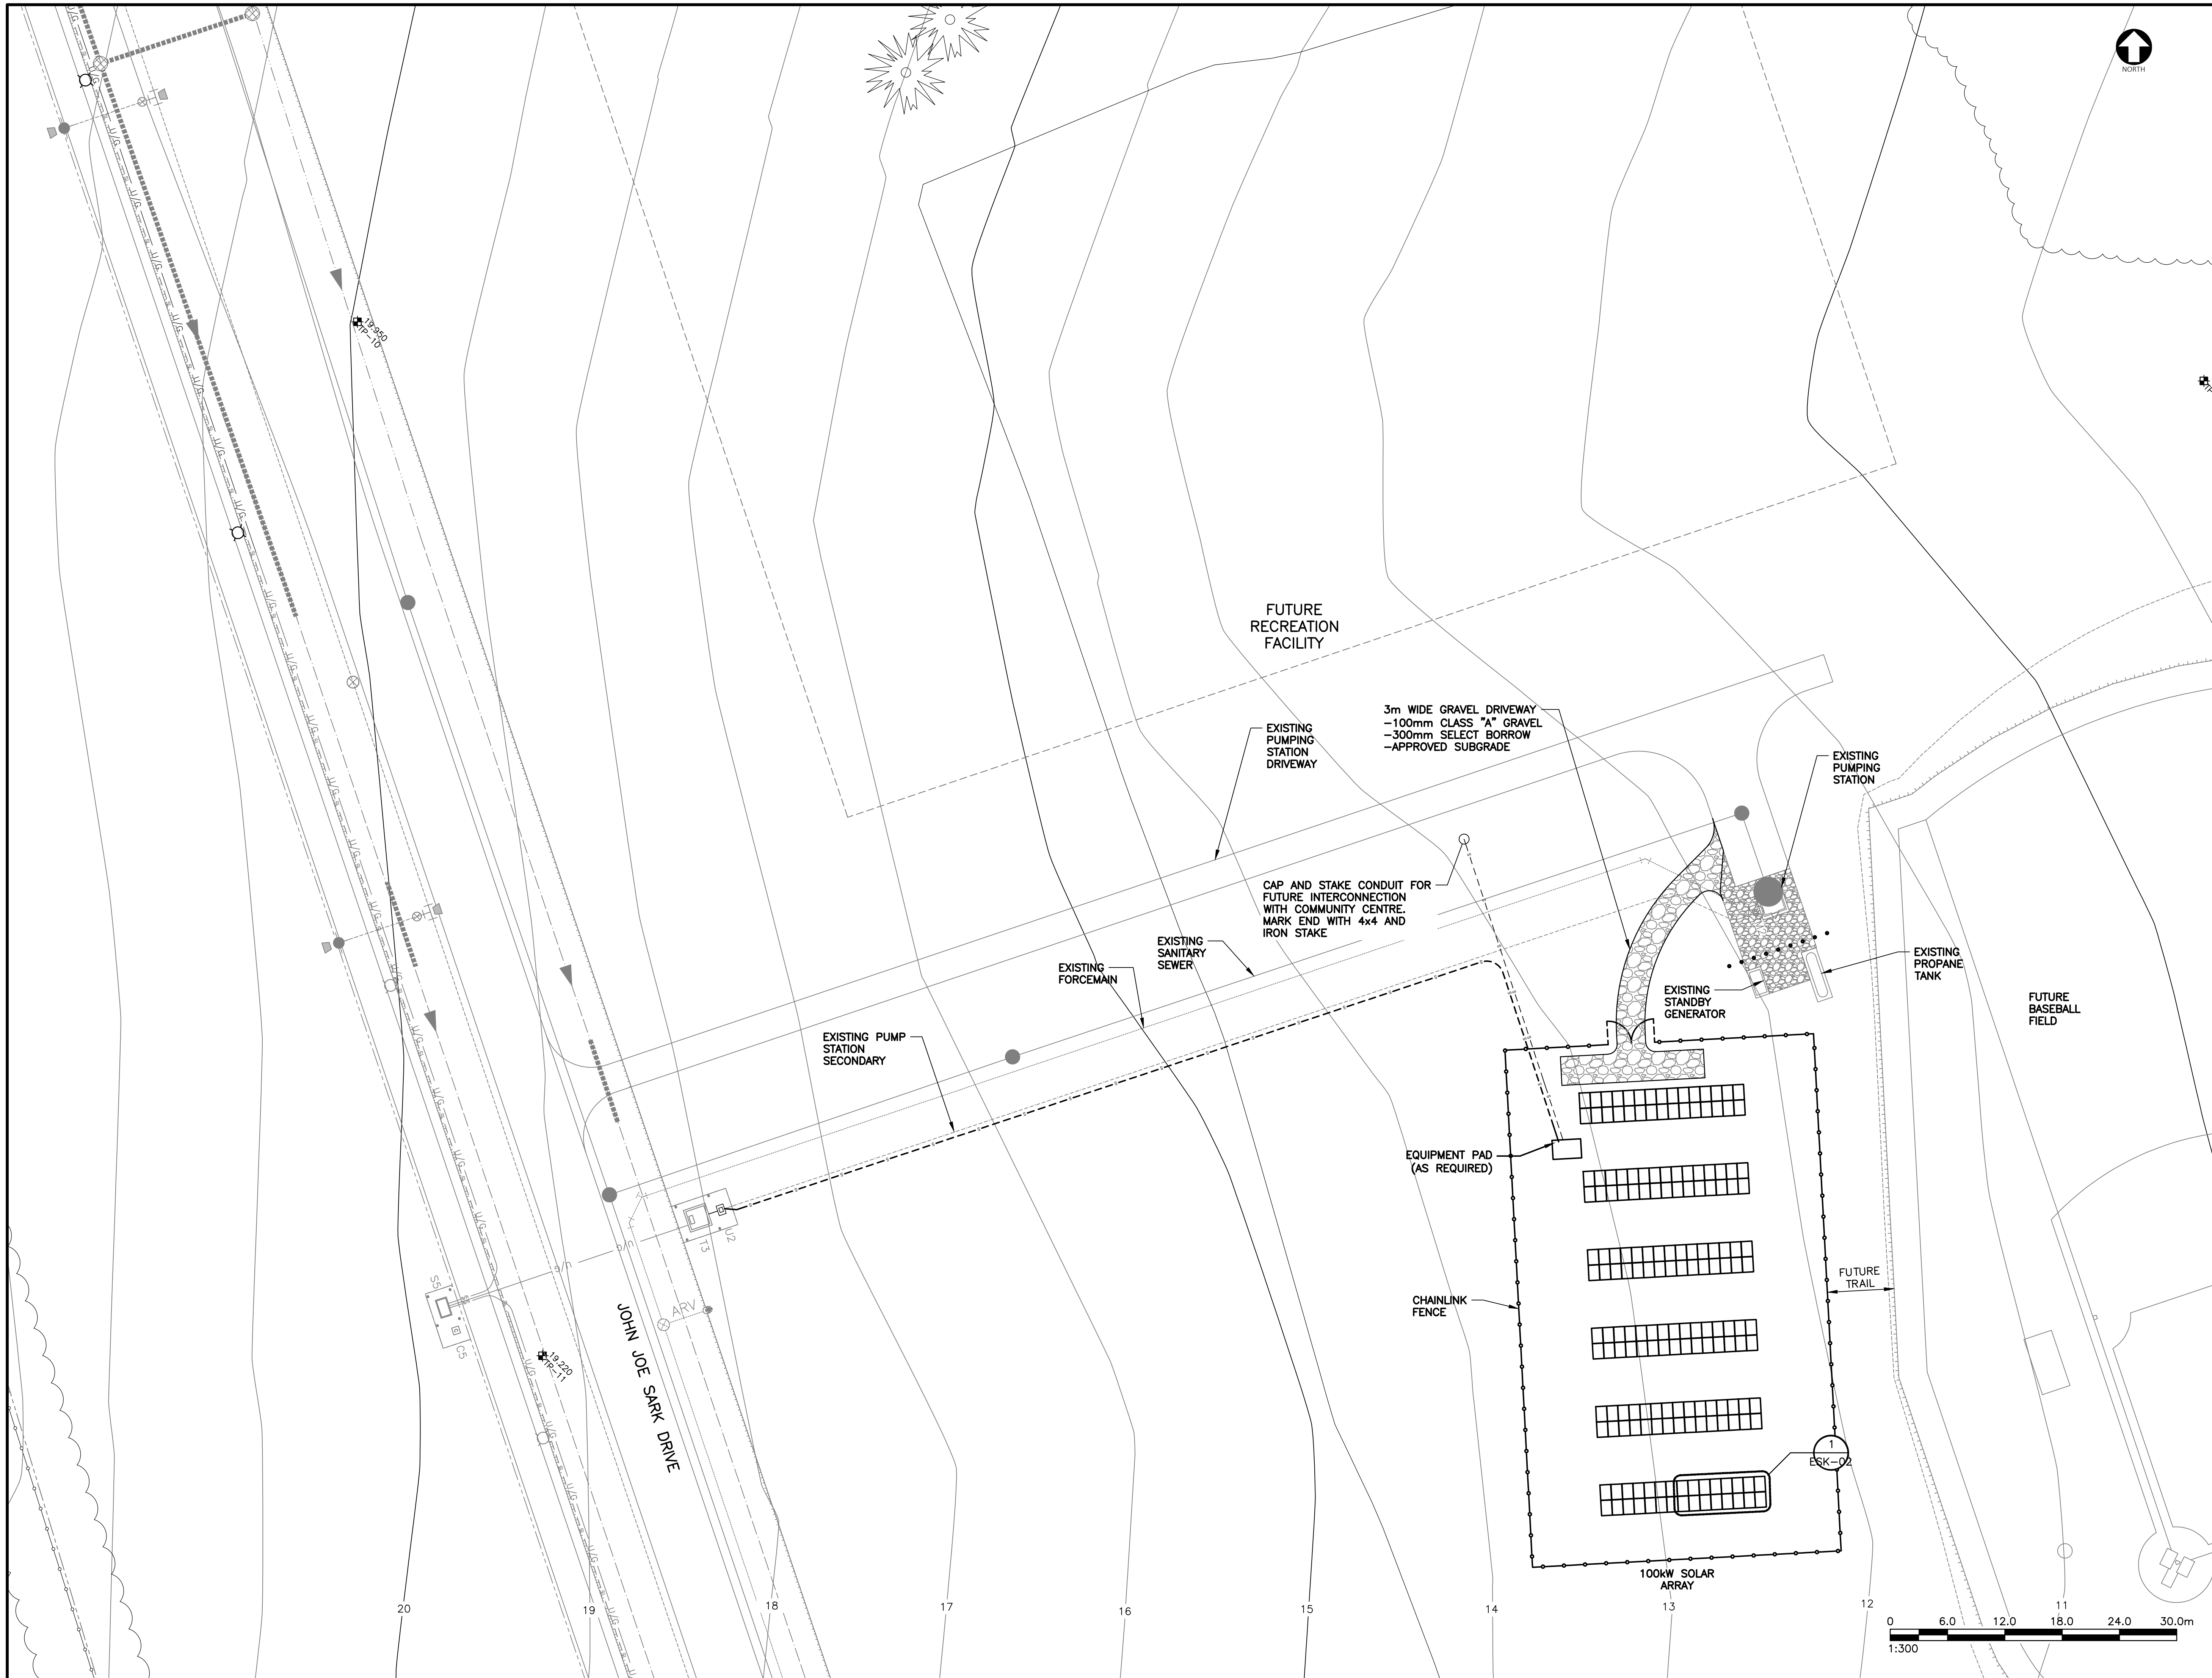 NORTH
19.950
TP-10
FUTURE
RECREATION
FACILITY
3m WIDE GRAVEL DRIVEWAY
-100mm CLASS "A" GRAVEL
-300mm SELECT BORROW
-APPROVED SUBGRADE
EXISTING
PUMPING
STATION
DRIVEWAY
EXISTING
PUMPING
STATION
CAP AND STAKE CONDUIT FOR
FUTURE INTERCONNECTION
WITH COMMUNITY CENTRE.
MARK END WITH 4x4 AND
IRON STAKE
EXISTING
SANITARY
SEWER
EXISTING
FORCEMAIN
EXISTING
PROPANE
TANK
EXISTING
STANDBY
GENERATOR
FUTURE
BASEBALL
FIELD
EXISTING PUMP
STATION
SECONDARY
EQUIPMENT PAD
(AS REQUIRED)
J2
T3
U/G
U/G
S5
C5
ARV
FUTURE
TRAIL
CHAINLINK
FENCE
19.220
TP-11
JOHN JOE SARK DRIVE
1
ESK-02
100kW SOLAR
ARRAY
20
19
18
17
16
15
14
13
12
11
0 6.0 12.0 18.0 24.0 30.0m
1:300